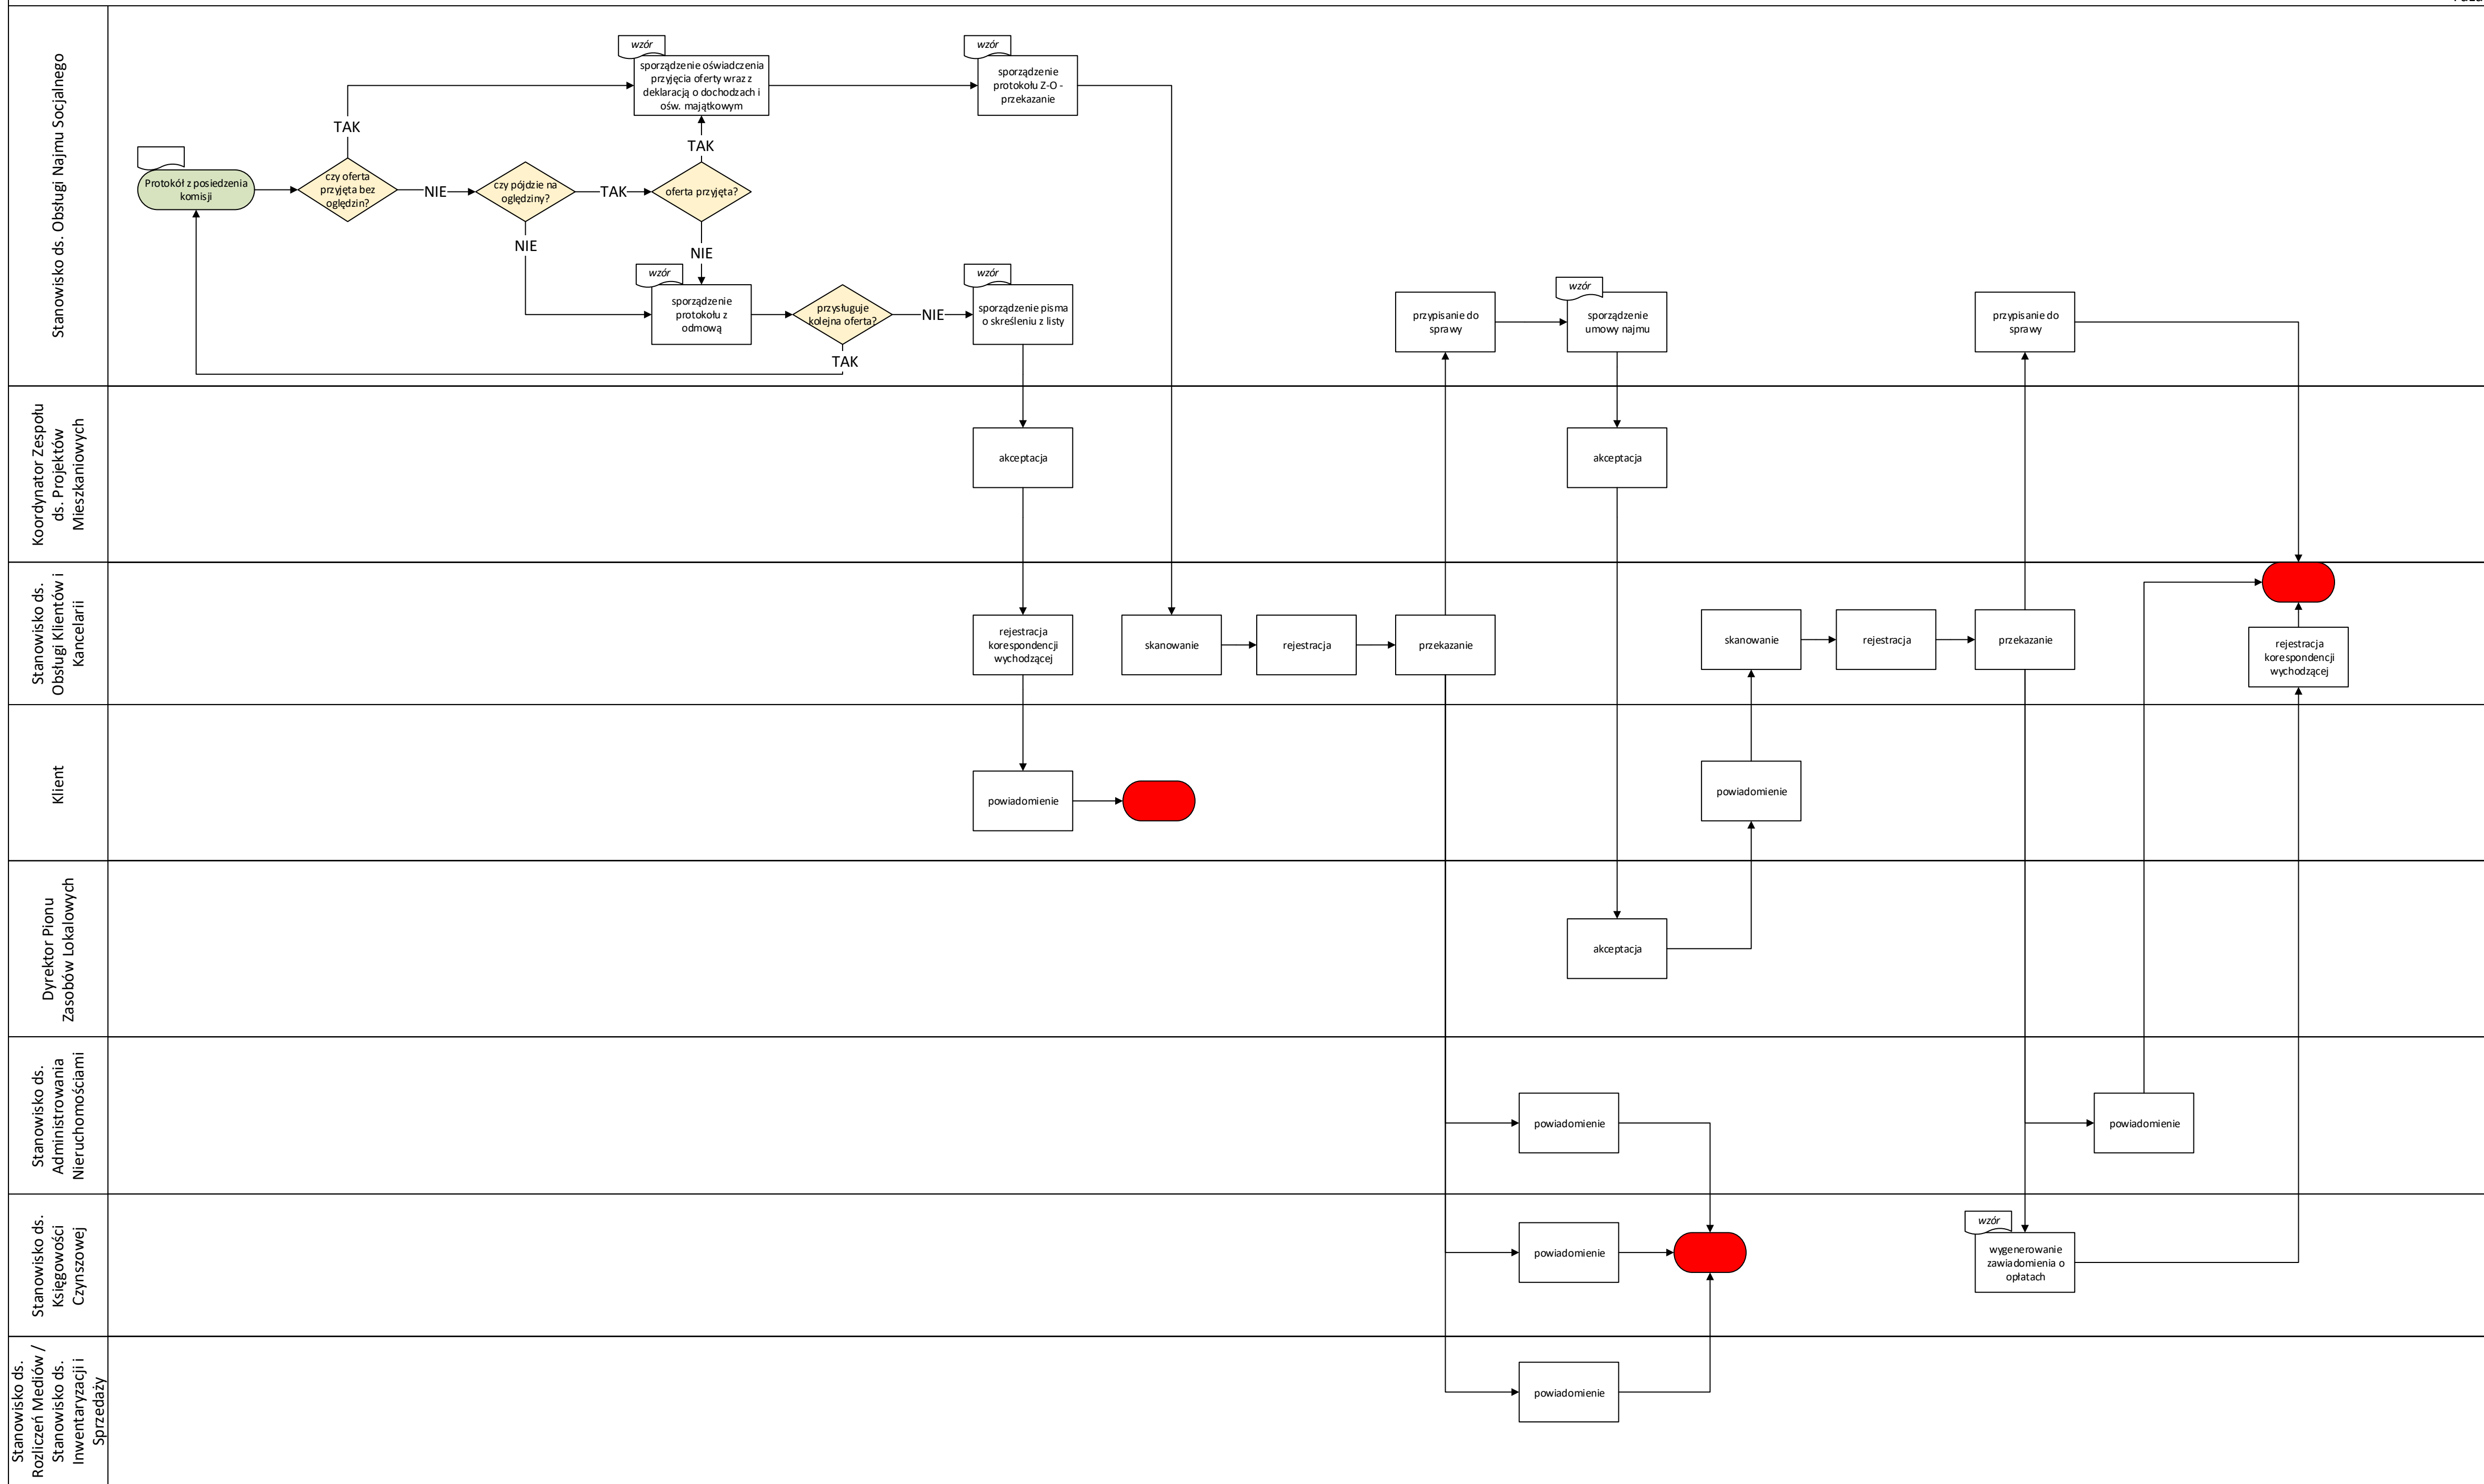 Stanowisko ds. Obsługi Najmu Socjalnego
wzór
sporządzenie oświadczenia
przyjęcia oferty wraz z
deklaracją o dochodach i
ośw. majątkowym
wzór
sporządzenie
protokołu Z-O -
przekazanie
TAK
TAK
Protokół z posiedzenia
komisji
czy oferta
przyjęta bez
oględzin?
NIE
czy pójdzie na
oględziny?
TAK
oferta przyjęta?
NIE
NIE
wzór
sporządzenie
protokołu z
odmową
przysługuje
kolejna oferta?
NIE
wzór
sporządzenie pisma
o skreśleniu z listy
TAK
przypisanie do
sprawy
wzór
sporządzenie
umowy najmu
przypisanie do
sprawy
Koordynator Zespołu
ds. Projektów
Mieszkaniowych
akceptacja
akceptacja
Stanowisko ds.
Obsługi Klientów i
Kancelarii
rejestracja
korespondencji
wychodzącej
skanowanie
rejestracja
przekazanie
skanowanie
rejestracja
przekazanie
rejestracja
korespondencji
wychodzącej
Klient
powiadomienie
powiadomienie
Dyrektor Pionu
Zasobów Lokalowych
akceptacja
Stanowisko ds.
Administrowania
Nieruchomościami
powiadomienie
powiadomienie
Stanowisko ds.
Księgowości
Czynszowej
powiadomienie
wzór
wygenerowanie
zawiadomienia o
opłatach
Stanowisko ds.
Rozliczeń Mediów /
Stanowisko ds.
Inwentaryzacji i
Sprzedaży
powiadomienie